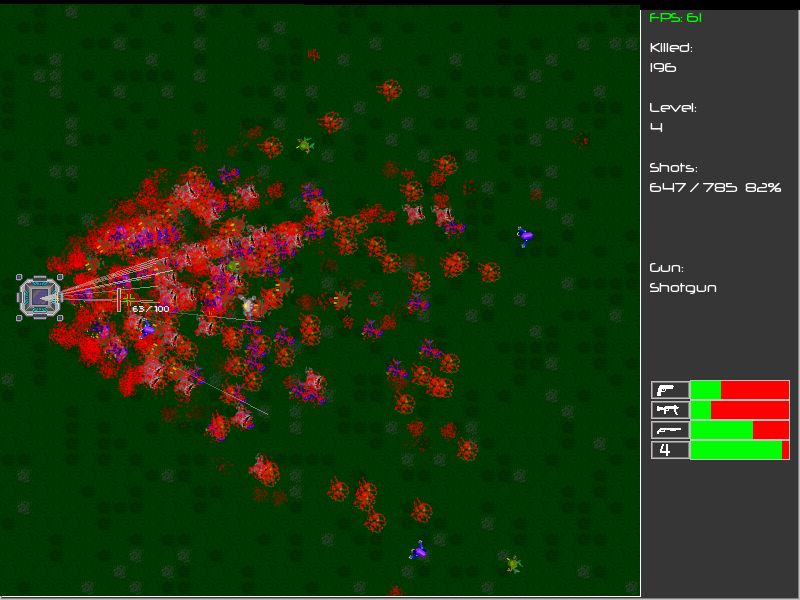 FPS: 61
Killed:
196
Level:
4
Shots:
647/785 82%
Gun:
Shotgun
63/100
4